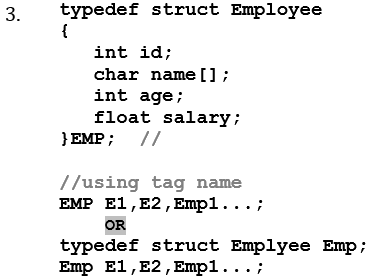 3. typedef struct Employee
{
int id;
char name[];
int age;
float salary;
}EMP; //
//using tag name
EMP E1,E2,Emp1...;
OR
typedef struct Emplyee Emp;
Emp E1,E2,Emp1...;